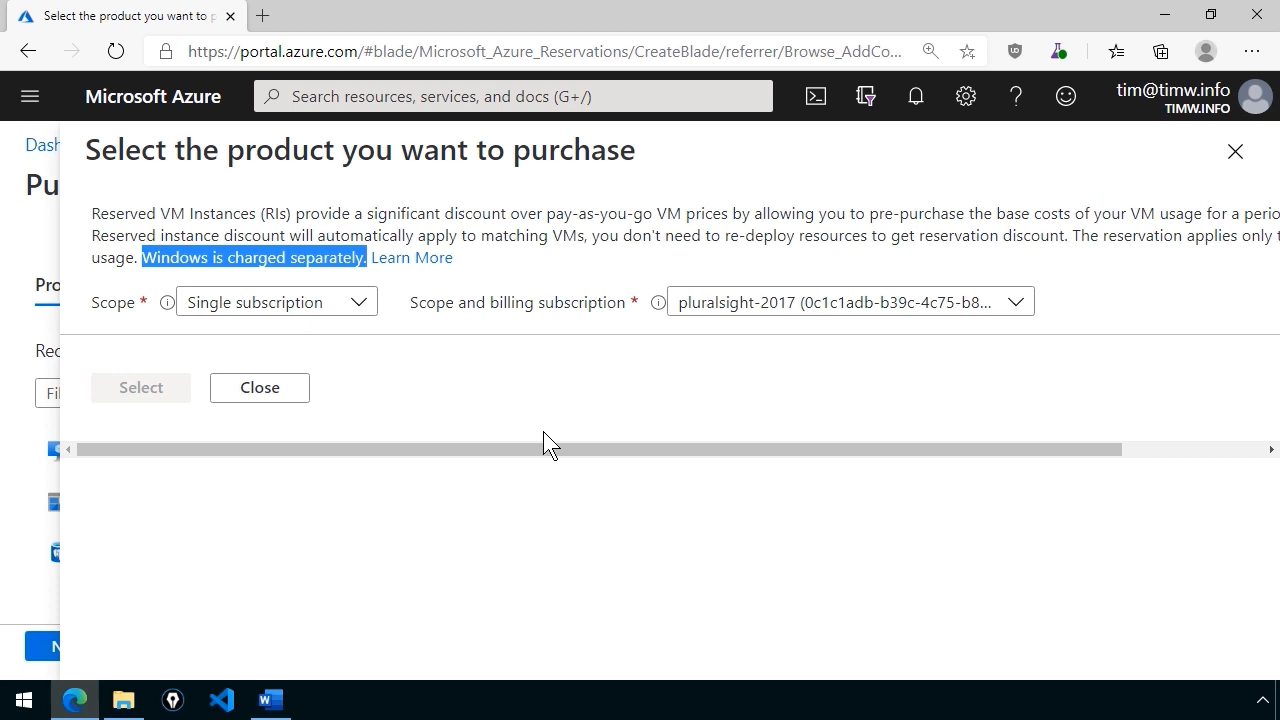 Select the product you want to p
https://portal.azure.com/#blade/Microsoft_Azure_Reservations/CreateBlade/referrer/Browse_AddCo...
Microsoft Azure
Search resources, services, and docs (G+/)
tim@timw.info
TIMW.INFO
Dash
Select the product you want to purchase
Pu
Reserved VM Instances (RIs) provide a significant discount over pay-as-you-go VM prices by allowing you to pre-purchase the base costs of your VM usage for a perio
Reserved instance discount will automatically apply to matching VMs, you don't need to re-deploy resources to get reservation discount. The reservation applies only t
usage. Windows is charged separately. Learn More
Pro
Scope * Single subscription Scope and billing subscription * pluralsight-2017 (0c1c1adb-b39c-4c75-b8...
Rec
Select Close
Fil
N